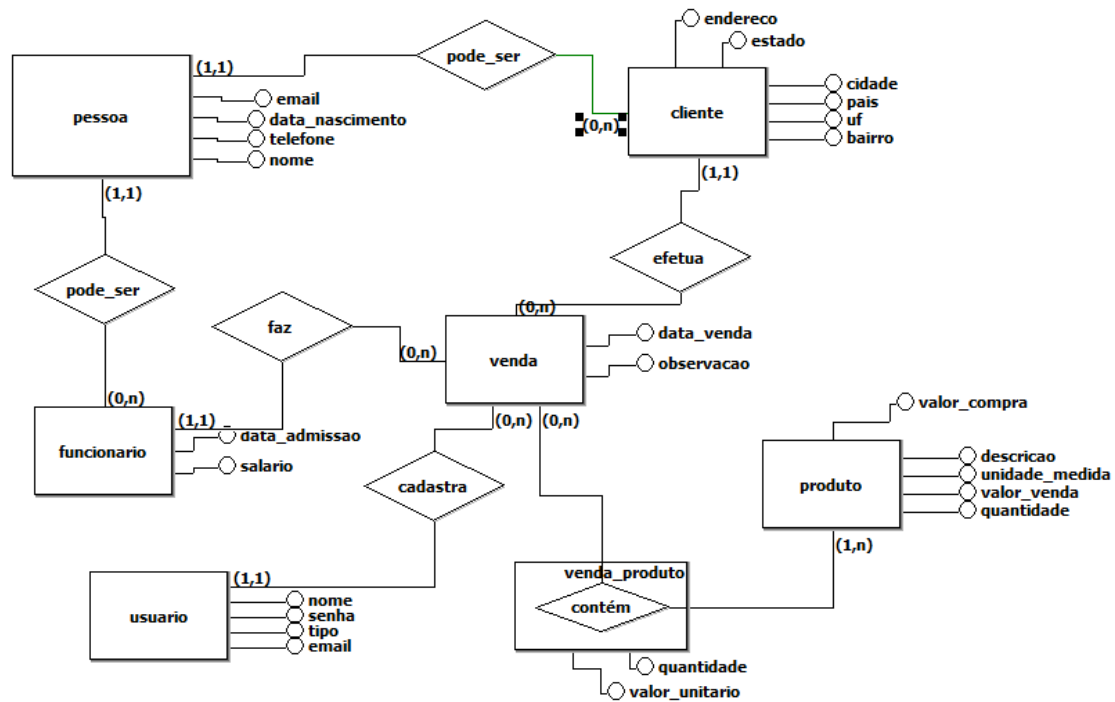 endereco
estado
pode_ser
(1,1)
cidade
pais
uf
bairro
cliente
(0,n)
email
data_nascimento
telefone
nome
pessoa
(1,1)
(1,1)
efetua
pode_ser
(0,n)
faz
data_venda
venda
observacao
(0,n)
(0,n)
valor_compra
(1,1)
(0,n)
(0,n)
data_admissao
funcionario
salario
descricao
unidade_medida
valor_venda
quantidade
produto
cadastra
(1,n)
(1,1)
venda_produto
nome
senha
tipo
email
usuario
contém
quantidade
valor_unitario